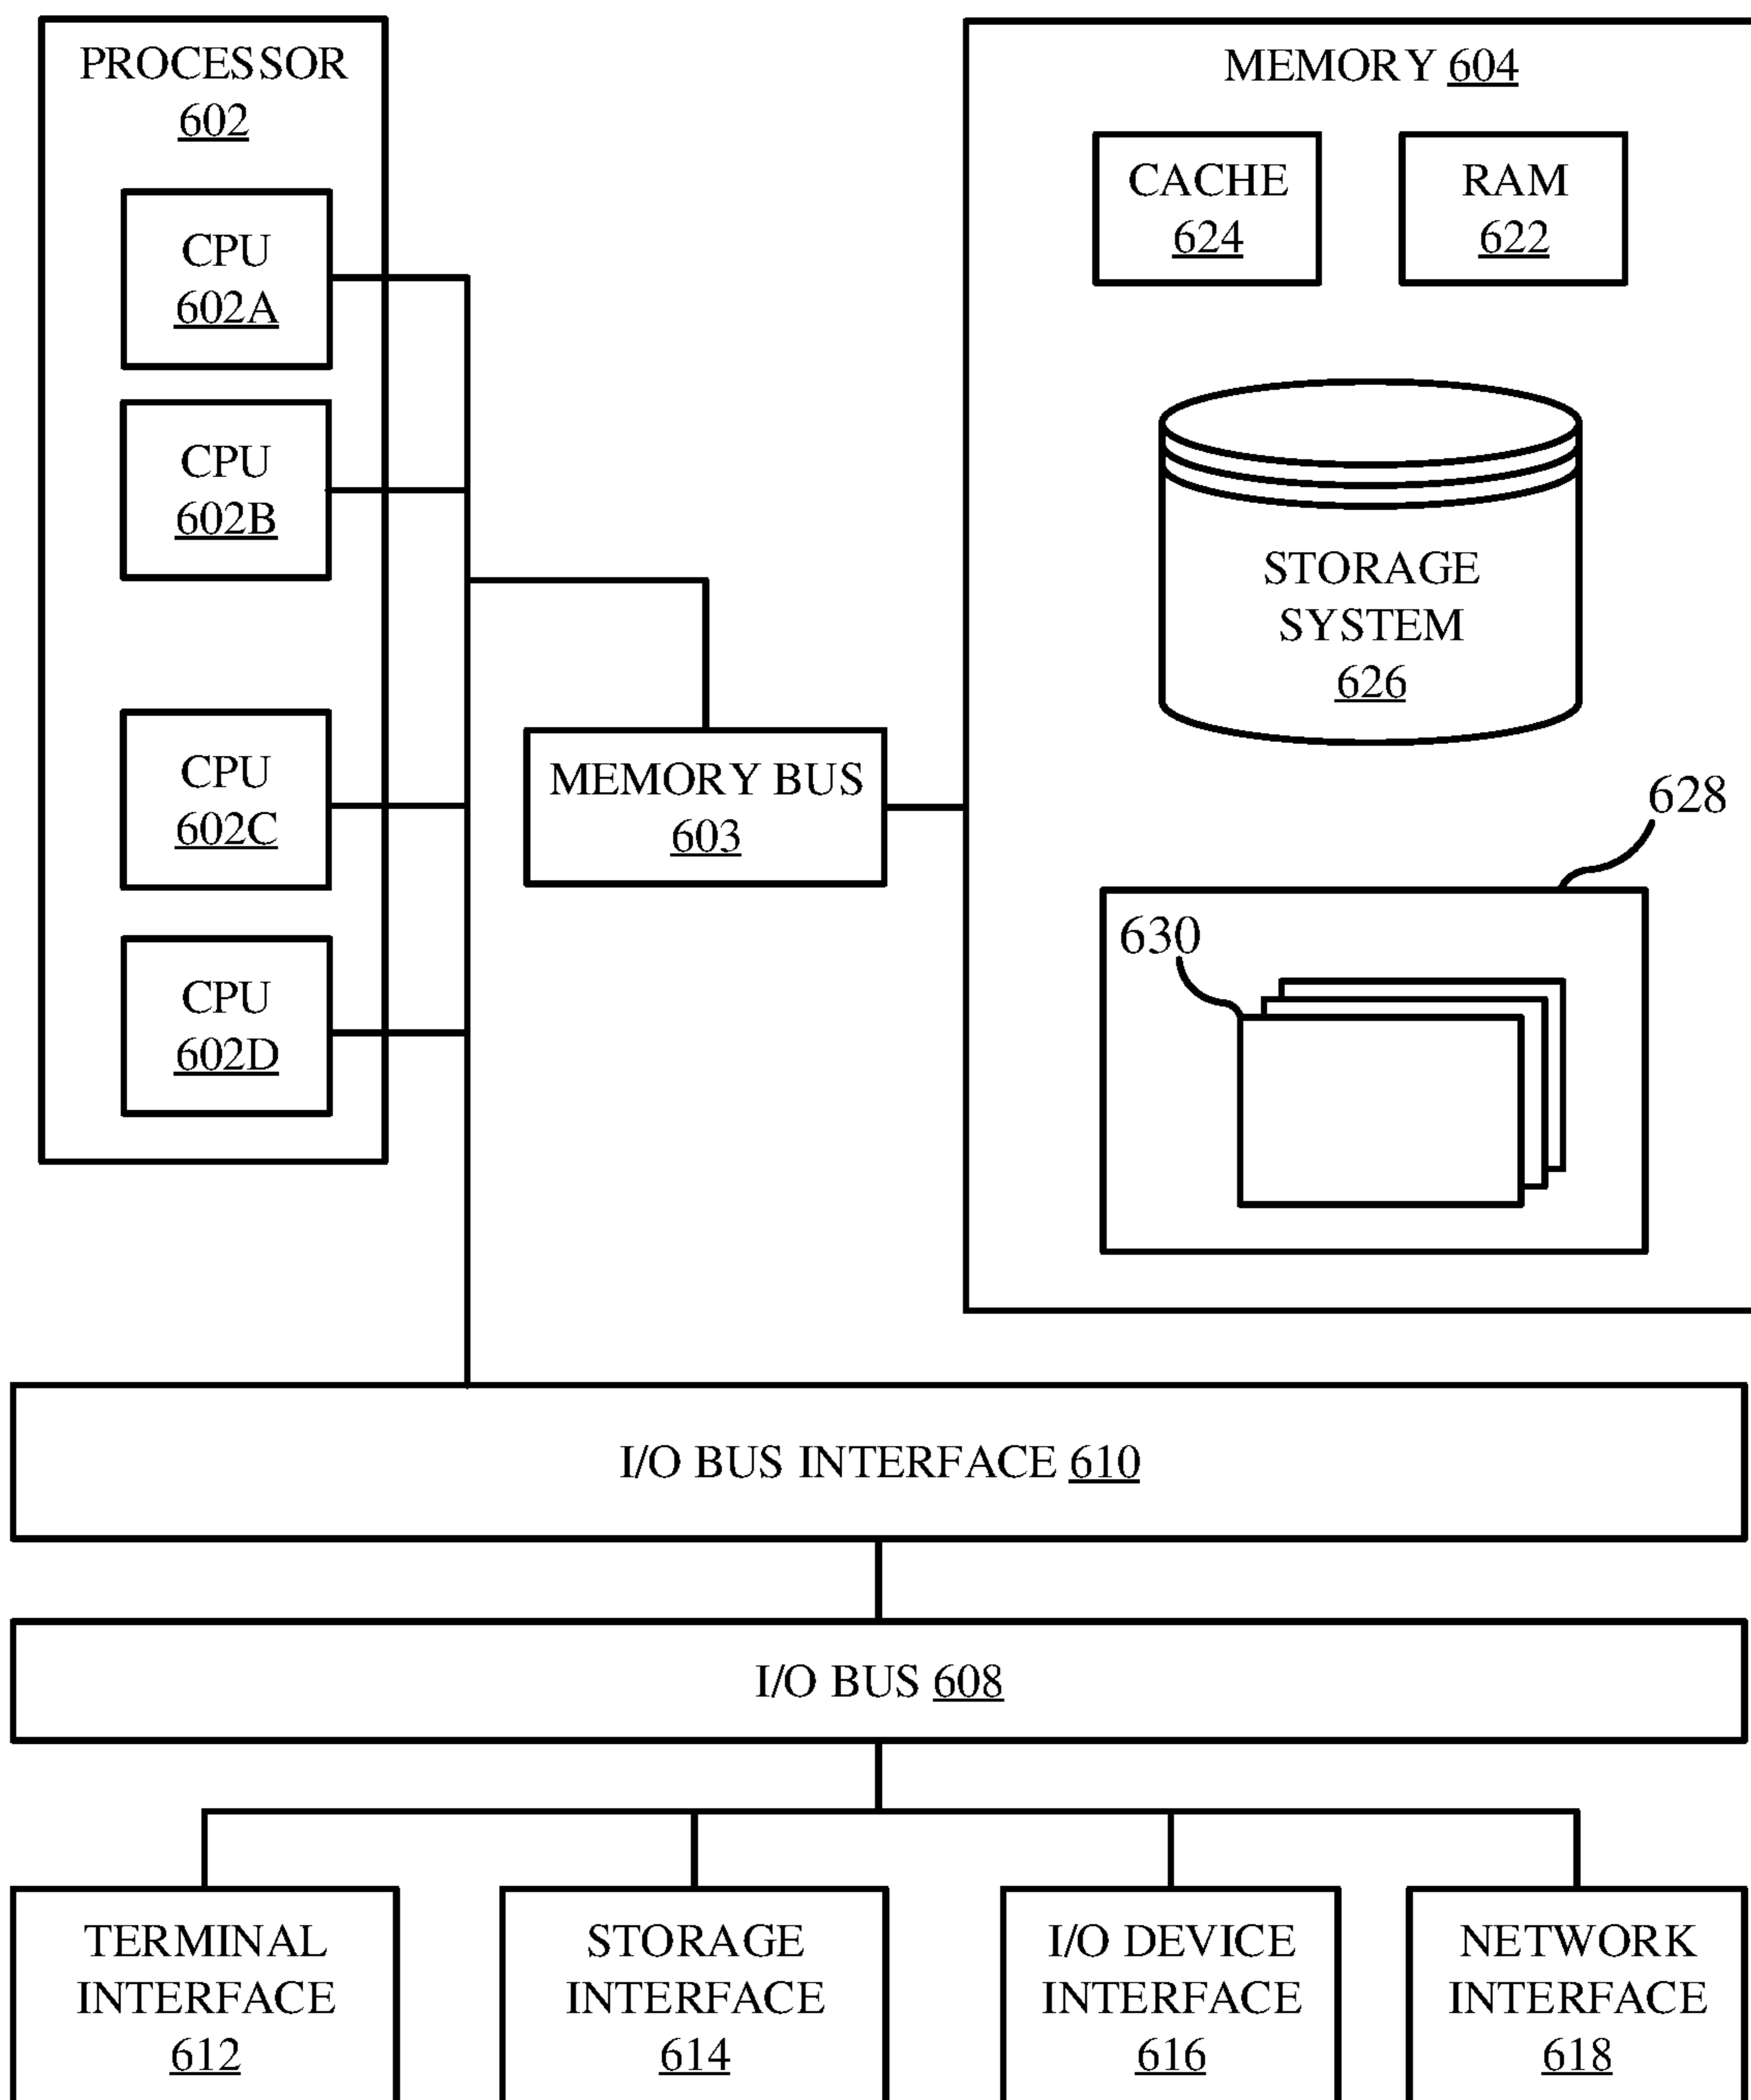 PROCESSOR
602
CPU
602A
CPU
602B
CPU
602C
CPU
602D
MEMORY BUS
603
MEMORY 604
CACHE
624
RAM
622
STORAGE
SYSTEM
626
628
630
I/O BUS INTERFACE 610
I/O BUS 608
TERMINAL
INTERFACE
612
STORAGE
INTERFACE
614
I/O DEVICE
INTERFACE
616
NETWORK
INTERFACE
618